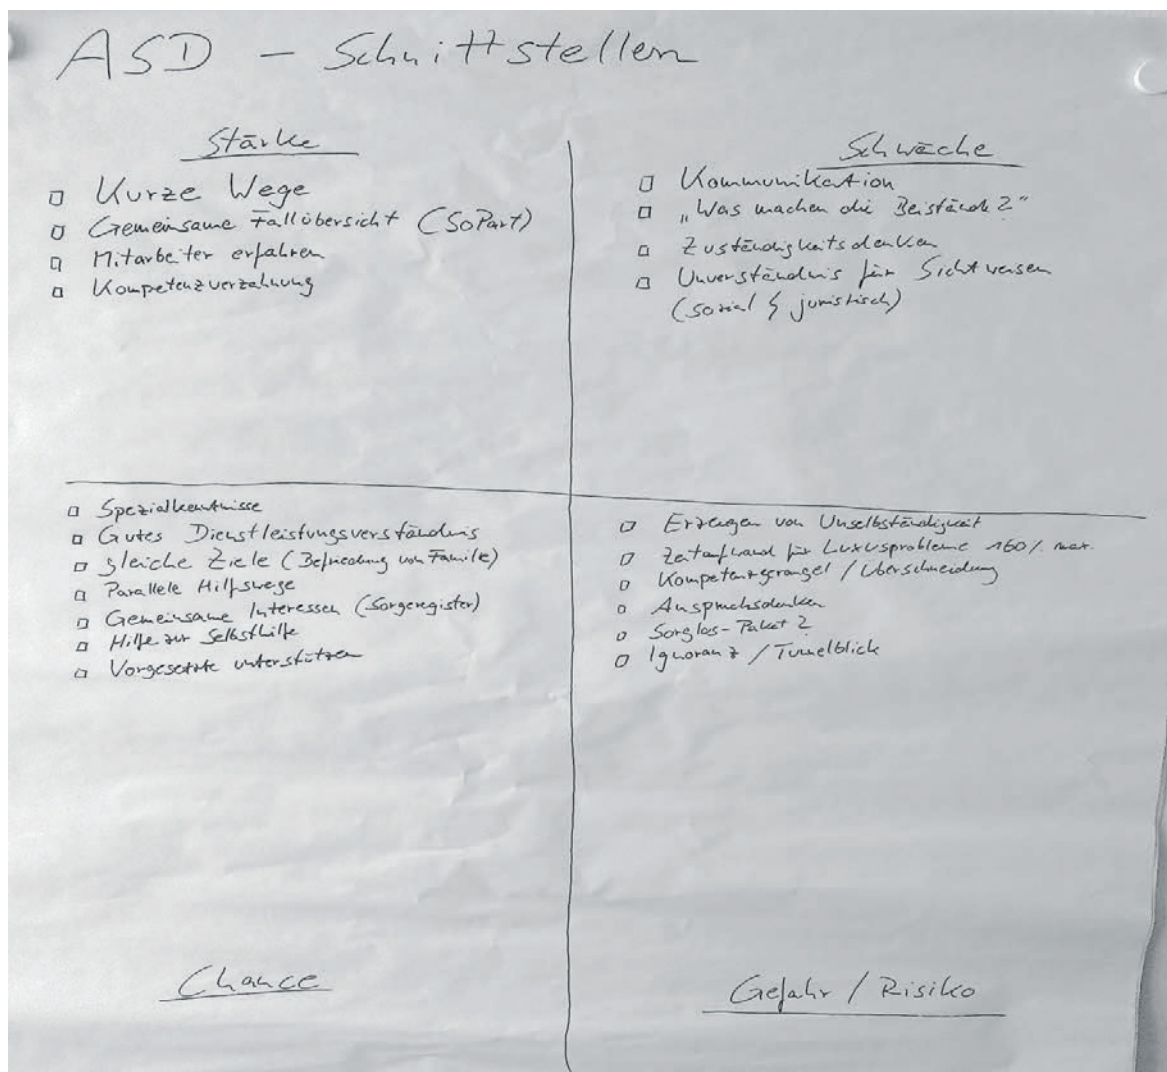 ASD – Schnittstellen
Stärke
□ Kurze Wege
□ Gemeinsame Fallübersicht (SoPart)
□ Mitarbeiter erfahren
□ Kompetenzverzahnung
Schwäche
□ Kommunikation
□ „Was machen die Beistände?“
□ Zuständigkeitsdenken
□ Unverständnis für Sichtweisen
(sozial § juristisch)
□ Spezialkenntnisse
□ Gutes Dienstleistungsverständnis
□ gleiche Ziele (Befriedung von Familie)
□ Parallele Hilfswege
□ Gemeinsame Interessen (Sorgeregister)
□ Hilfe zur Selbsthilfe
□ Vorgesetzte unterstützen
Chance
□ Erzeugen von Unselbständigkeit
□ Zeitaufwand für Luxusprobleme 160%
□ Kompetenzgerangel / Überschneidung
□ Anspruchsdenken
□ Sorglos-Paket?
□ Ignoranz / Tunnelblick
Gefahr / Risiko